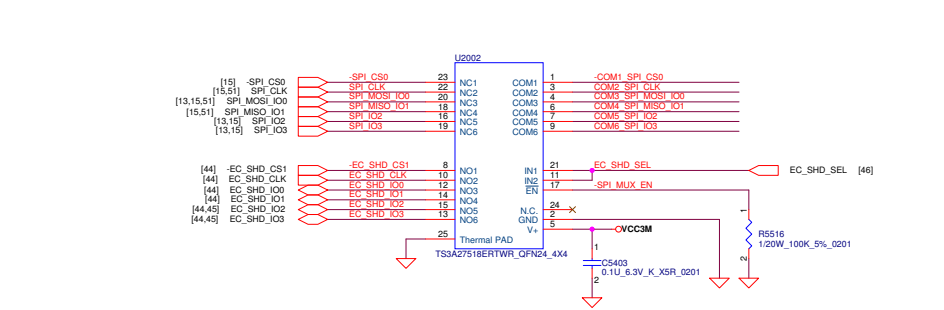 U2002
[15] -SPI_CS0 -SPI_CS0 23 NC1 COM1 1 -COM1_SPI_CS0
[15,51] SPI_CLK SPI_CLK 22 NC2 COM2 3 COM2_SPI_CLK
[13,15,51] SPI_MOSI_IO0 SPI_MOSI_IO0 20 NC3 COM3 4 COM3_SPI_MOSI_IO0
[15,51] SPI_MISO_IO1 SPI_MISO_IO1 18 NC4 COM4 6 COM4_SPI_MISO_IO1
[13,15] SPI_IO2 SPI_IO2 16 NC5 COM5 7 COM5_SPI_IO2
[13,15] SPI_IO3 SPI_IO3 19 NC6 COM6 9 COM6_SPI_IO3
[44] -EC_SHD_CS1 -EC_SHD_CS1 8 NO1 IN1 21 EC_SHD_SEL EC_SHD_SEL [46]
[44] EC_SHD_CLK EC_SHD_CLK 10 NO2 IN2 11
[44] EC_SHD_IO0 EC_SHD_IO0 12 NO3 EN 17 -SPI_MUX_EN
[44] EC_SHD_IO1 EC_SHD_IO1 14 NO4
[44,45] EC_SHD_IO2 EC_SHD_IO2 15 NO5 N.C. 24
[44,45] EC_SHD_IO3 EC_SHD_IO3 13 NO6 GND 2
V+ 5 VCC3M
25 Thermal PAD
TS3A27518ERTWR_QFN24_4X4
1
R5516
1/20W_100K_5%_0201
2
1
C5403
0.1U_6.3V_K_X5R_0201
2